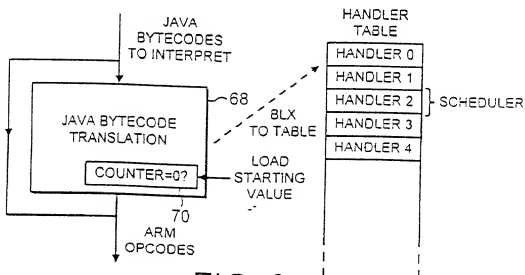 JAVA
BYTECODES
TO INTERPRET
68
JAVA BYTECODE
TRANSLATION
COUNTER=0?
70
ARM
OPCODES
BLX
TO TABLE
LOAD
STARTING
VALUE
HANDLER
TABLE
HANDLER 0
HANDLER 1
HANDLER 2
HANDLER 3
HANDLER 4
SCHEDULER